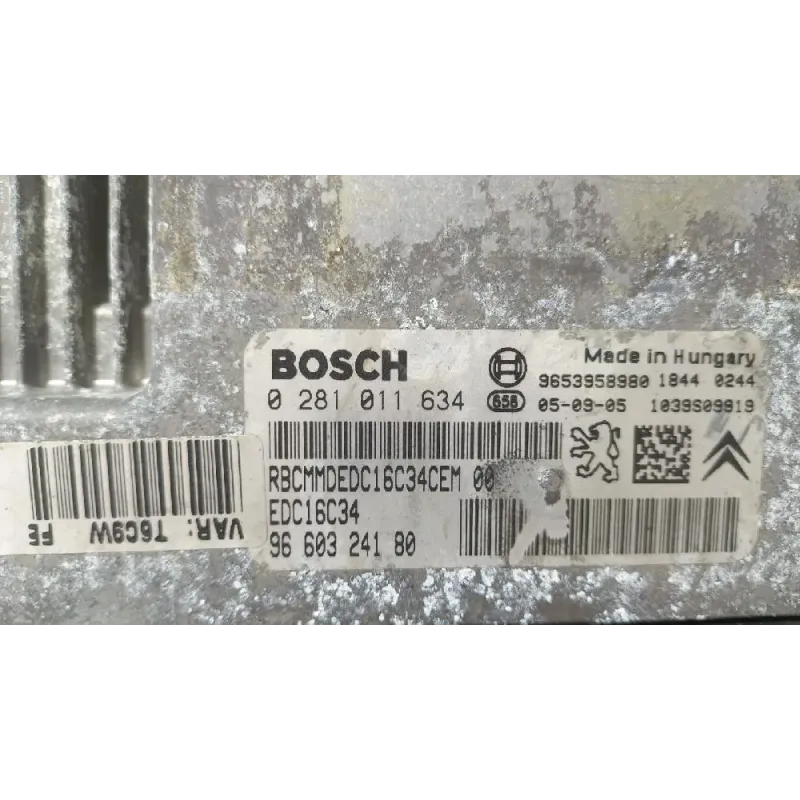 BOSCH
Made in Hungary
9653958980 1844 0244
0 281 011 634
658 05-09-05 1039S09919
RBCMMDEDC16C34CEM 00
EDC16C34
96 603 241 80
VAR: T6C9W
FE